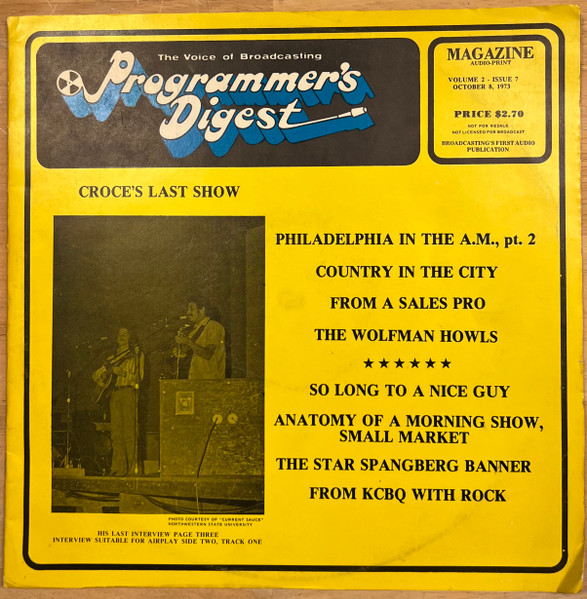 The Voice of Broadcasting
Programmer's
Digest
MAGAZINE
AUDIO-PRINT
VOLUME 2 - ISSUE 7
OCTOBER 8, 1973
PRICE $2.70
NOT FOR RESALE
NOT LICENSED FOR BROADCAST
BROADCASTING'S FIRST AUDIO
PUBLICATION
CROCE'S LAST SHOW
PHILADELPHIA IN THE A.M., pt. 2
COUNTRY IN THE CITY
FROM A SALES PRO
THE WOLFMAN HOWLS
★★★★★★
SO LONG TO A NICE GUY
ANATOMY OF A MORNING SHOW,
SMALL MARKET
THE STAR SPANGBERG BANNER
FROM KCBQ WITH ROCK
PHOTO COURTESY OF "CURRENT SAUCE"
NORTHWESTERN STATE UNIVERSITY
HIS LAST INTERVIEW PAGE THREE
INTERVIEW SUITABLE FOR AIRPLAY SIDE TWO, TRACK ONE